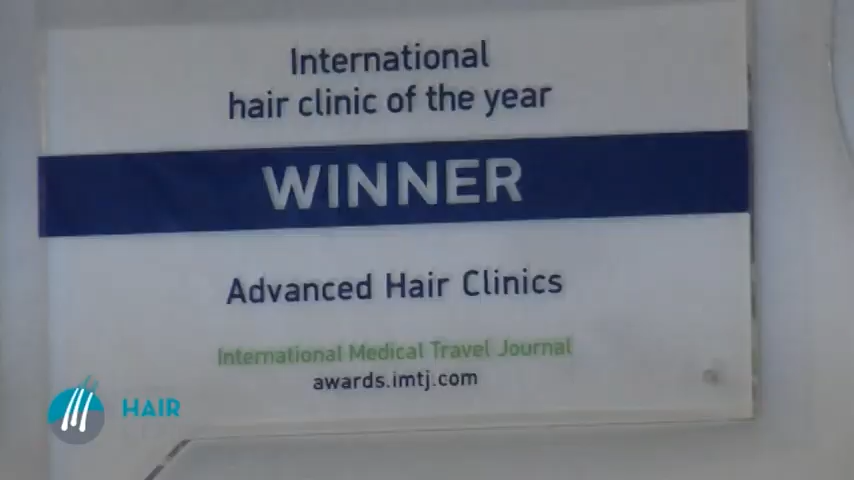 International
hair clinic of the year
WINNER
Advanced Hair Clinics
International Medical Travel Journal
awards.imtj.com
HAIR